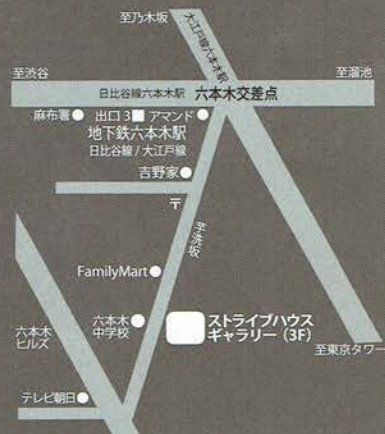 至乃木坂
大江戸線六本木駅
至渋谷
至溜池
日比谷線六本木駅 六本木交差点
麻布署 出口3 アマンド
地下鉄六本木駅
日比谷線/大江戸線
吉野家
〒
芋洗坂
FamilyMart
六本木
中学校
ストライプハウス
ギャラリー(3F)
六本木
ヒルズ
至東京タワー
テレビ朝日